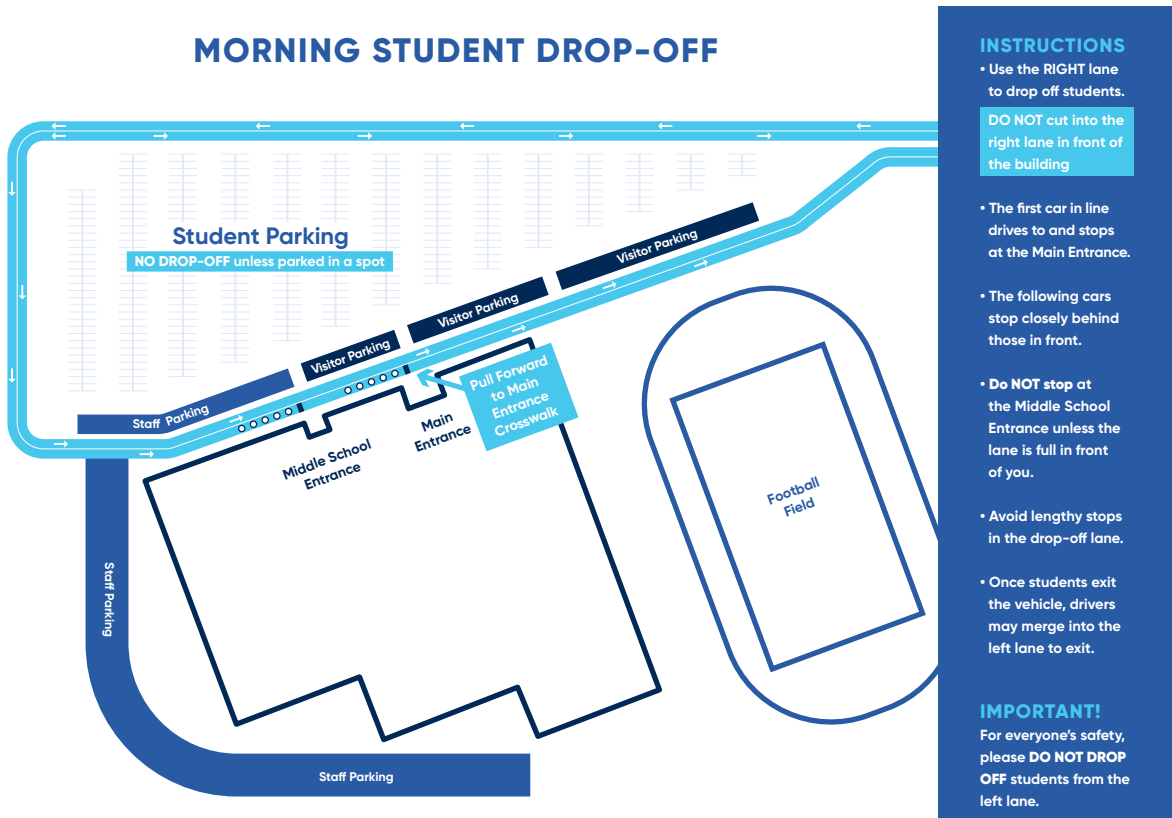 MORNING STUDENT DROP-OFF
Student Parking
NO DROP-OFF unless parked in a spot
Visitor Parking
Visitor Parking
Visitor Parking
Staff Parking
Pull Forward
to Main
Entrance
Crosswalk
Main
Entrance
Middle School
Entrance
Football
Field
Staff Parking
Staff Parking
INSTRUCTIONS
• Use the RIGHT lane
to drop off students.
DO NOT cut into the
right lane in front of
the building
• The first car in line
drives to and stops
at the Main Entrance.
• The following cars
stop closely behind
those in front.
• Do NOT stop at
the Middle School
Entrance unless the
lane is full in front
of you.
• Avoid lengthy stops
in the drop-off lane.
• Once students exit
the vehicle, drivers
may merge into the
left lane to exit.
IMPORTANT!
For everyone's safety,
please DO NOT DROP
OFF students from the
left lane.